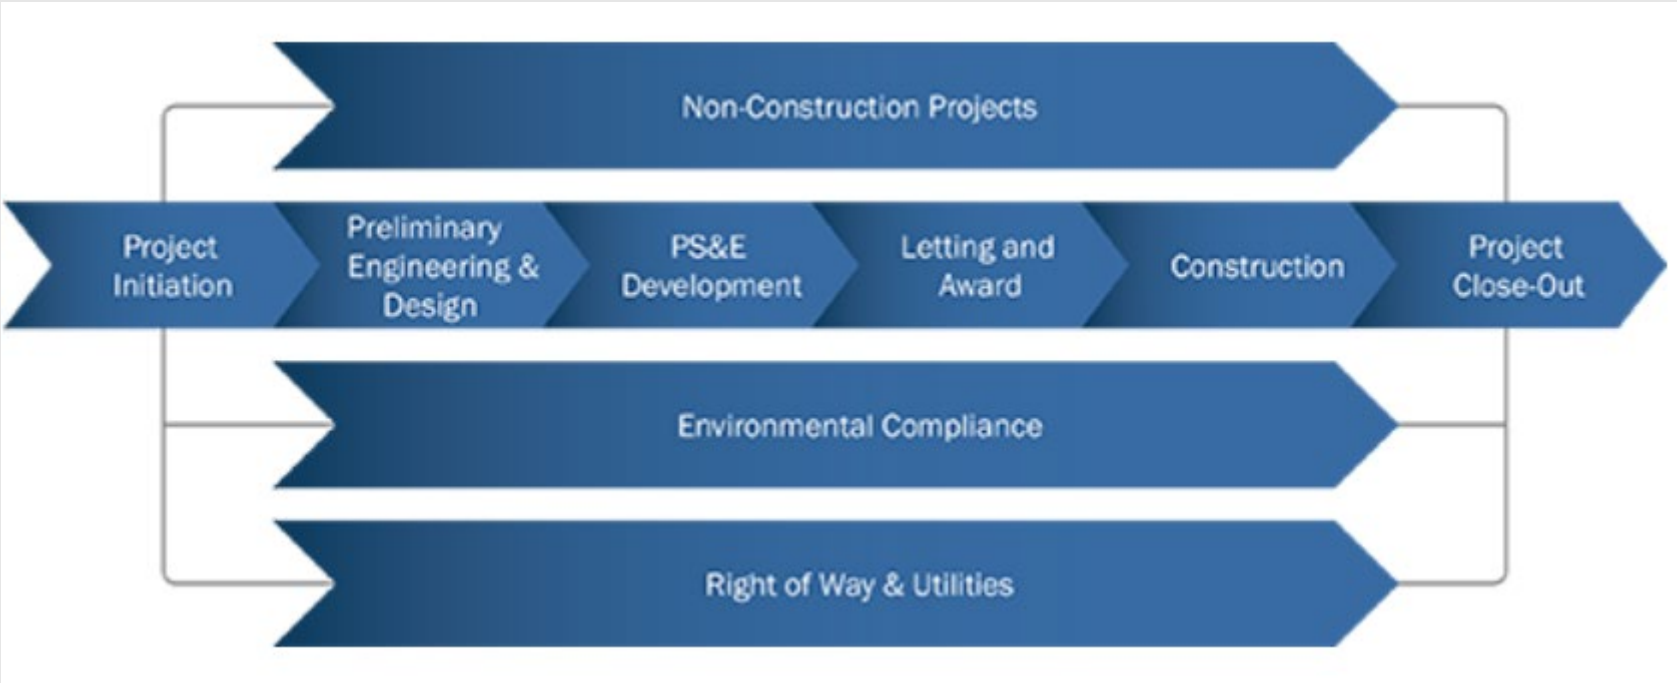 Non-Construction Projects
Project
Initiation
Preliminary
Engineering &
Design
PS&E
Development
Letting and
Award
Construction
Project
Close-Out
Environmental Compliance
Right of Way & Utilities